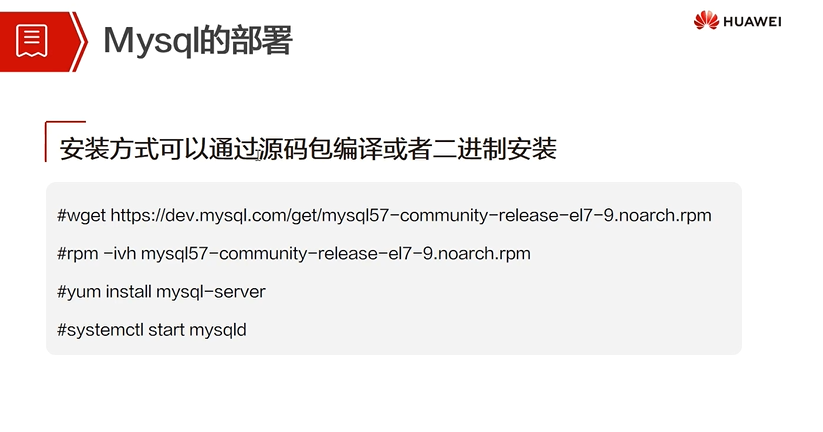 HUAWEI
Mysql的部署
安装方式可以通过源码包编译或者二进制安装
#wget https://dev.mysql.com/get/mysql57-community-release-el7-9.noarch.rpm
#rpm -ivh mysql57-community-release-el7-9.noarch.rpm
#yum install mysql-server
#systemctl start mysqld